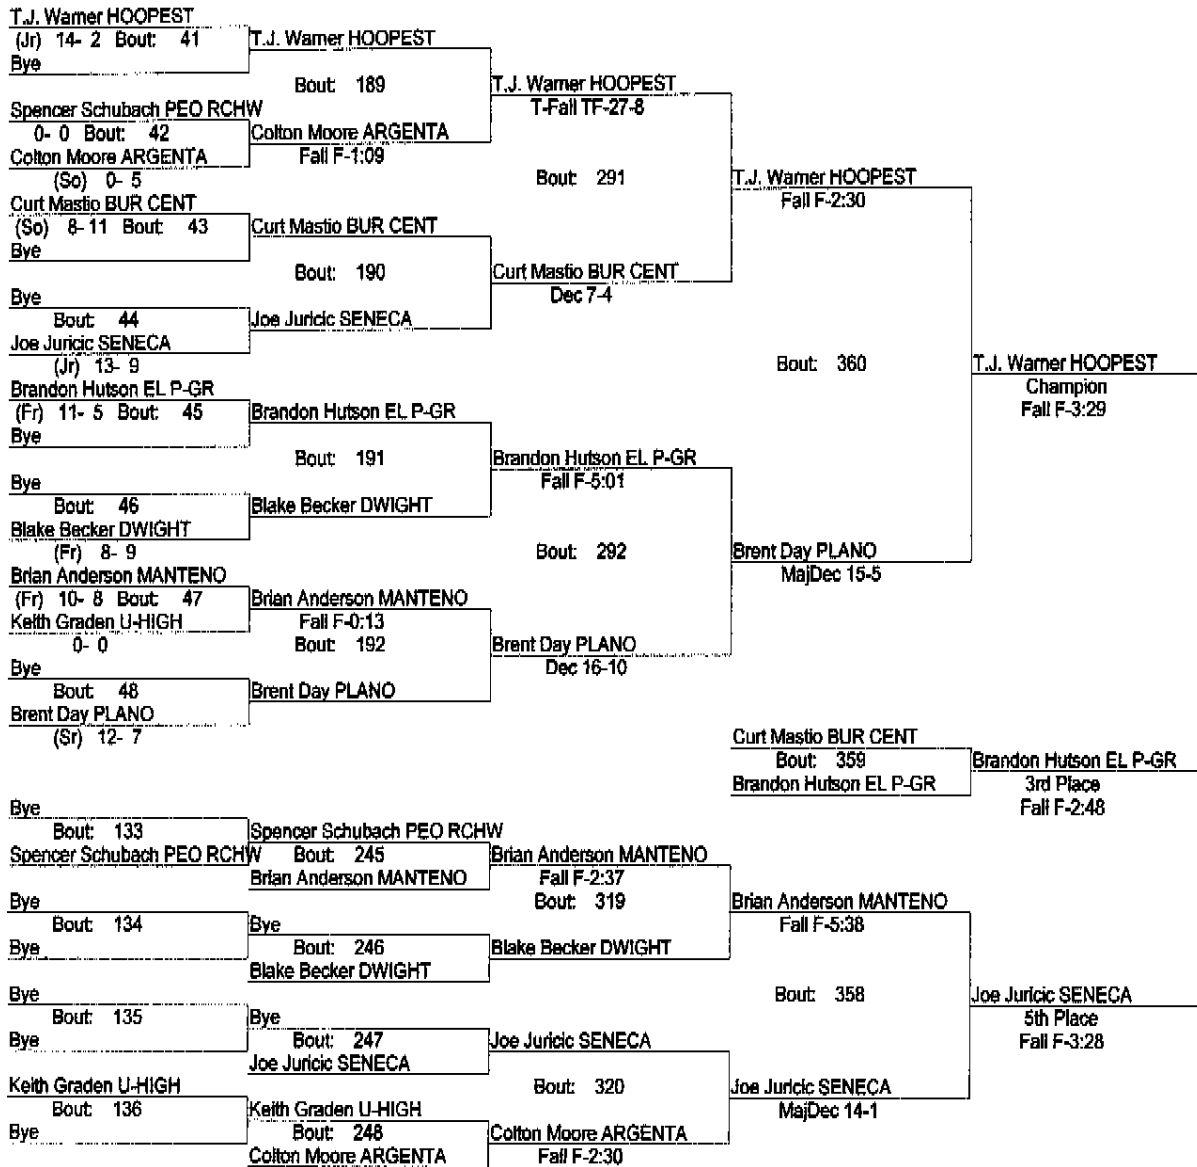 T.J. Warner HOOPEST
(Jr) 14- 2 Bout: 41
Bye
T.J. Warner HOOPEST
Bout: 189
Spencer Schubach PEO RCHW
0- 0 Bout: 42
Colton Moore ARGENTA
(So) 0- 5
Colton Moore ARGENTA
Fall F-1:09
T.J. Warner HOOPEST
T-Fall TF-27-8
Bout: 291
Curt Mastio BUR CENT
(So) 8-11 Bout: 43
Bye
Curt Mastio BUR CENT
Bout: 190
Bye
Bout: 44
Joe Juricic SENECA
(Jr) 13- 9
Joe Juricic SENECA
Curt Mastio BUR CENT
Dec 7-4
T.J. Warner HOOPEST
Fall F-2:30
Bout: 360
T.J. Warner HOOPEST
Champion
Fall F-3:29
Brandon Hutson EL P-GR
(Fr) 11- 5 Bout: 45
Bye
Brandon Hutson EL P-GR
Bout: 191
Bye
Bout: 46
Blake Becker DWIGHT
(Fr) 8- 9
Blake Becker DWIGHT
Brandon Hutson EL P-GR
Fall F-5:01
Bout: 292
Brian Anderson MANTENO
(Fr) 10- 8 Bout: 47
Keith Graden U-HIGH
0- 0
Brian Anderson MANTENO
Fall F-0:13
Bout: 192
Bye
Bout: 48
Brent Day PLANO
(Sr) 12- 7
Brent Day PLANO
Brent Day PLANO
Dec 16-10
Brent Day PLANO
MajDec 15-5
Curt Mastio BUR CENT
Bout: 359
Brandon Hutson EL P-GR
Brandon Hutson EL P-GR
3rd Place
Fall F-2:48
Bye
Bout: 133
Spencer Schubach PEO RCHW
Spencer Schubach PEO RCHW
Bout: 245
Brian Anderson MANTENO
Brian Anderson MANTENO
Fall F-2:37
Bout: 319
Bye
Bout: 134
Bye
Bye
Bout: 246
Blake Becker DWIGHT
Blake Becker DWIGHT
Brian Anderson MANTENO
Fall F-5:38
Bout: 358
Bye
Bout: 135
Bye
Bye
Bout: 247
Joe Juricic SENECA
Joe Juricic SENECA
Bout: 320
Keith Graden U-HIGH
Bout: 136
Bye
Keith Graden U-HIGH
Bout: 248
Colton Moore ARGENTA
Colton Moore ARGENTA
Fall F-2:30
Joe Juricic SENECA
MajDec 14-1
Joe Juricic SENECA
5th Place
Fall F-3:28